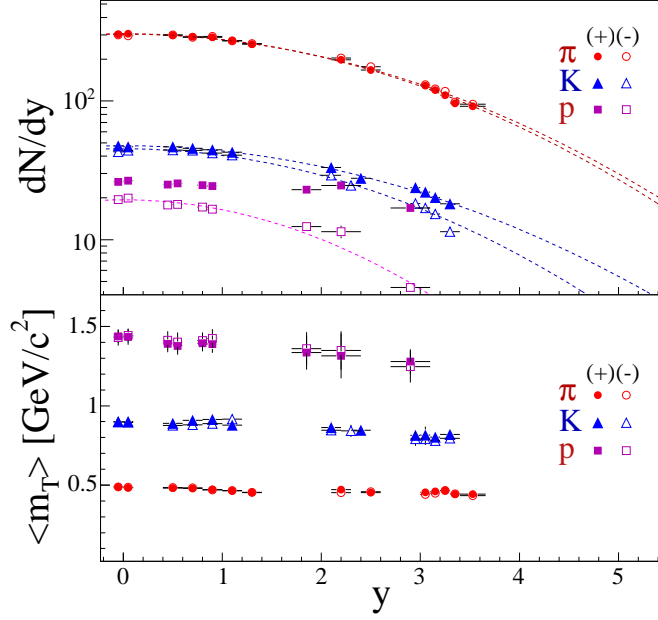 dN/dy
10²
10
(+)(-)
π
K
p
<m_T> [GeV/c²]
1.5
1
0.5
(+)(-)
π
K
p
0 1 2 3 4 5
y